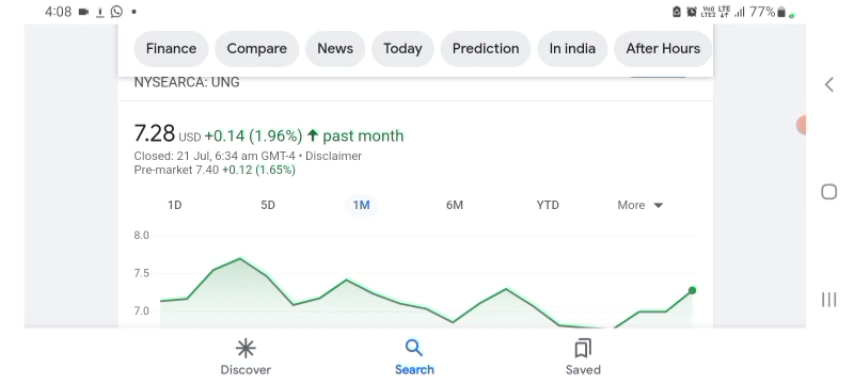 4:08
77%
Finance Compare News Today Prediction In india After Hours
NYSEARCA: UNG
7.28 USD +0.14 (1.96%) ↑ past month
Closed: 21 Jul, 6:34 am GMT-4 • Disclaimer
Pre-market 7.40 +0.12 (1.65%)
1D 5D 1M 6M YTD More
8.0
7.5
7.0
Discover Search Saved